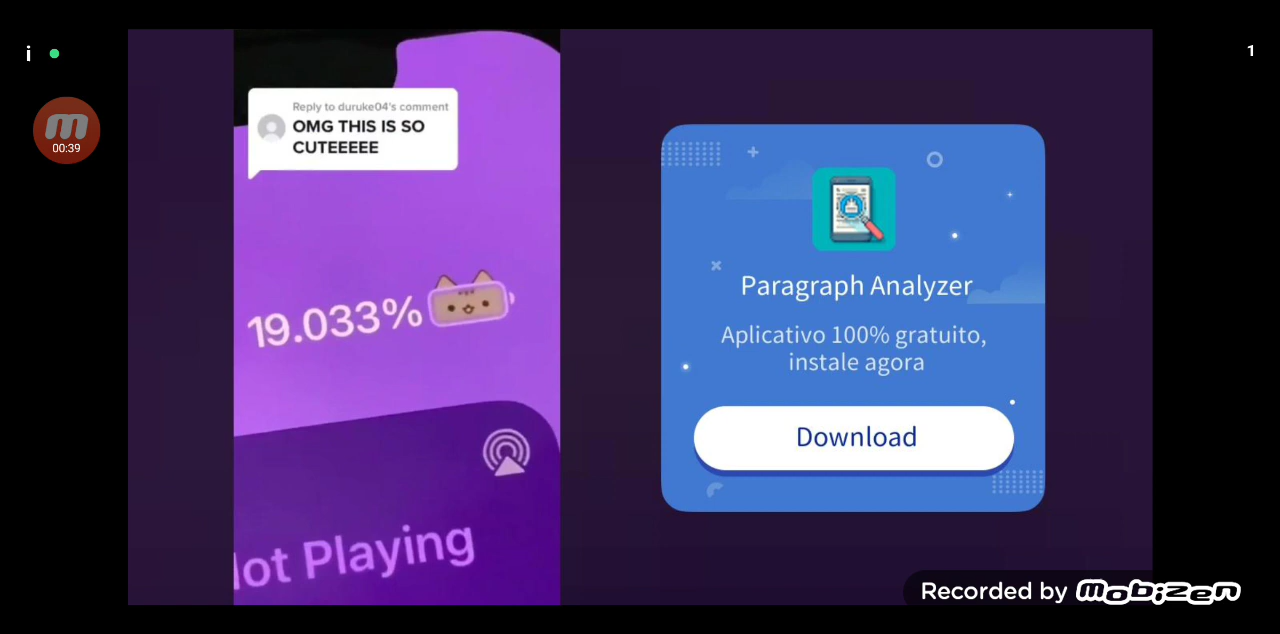 i
1
00:39
Reply to duruke04's comment
OMG THIS IS SO
CUTEEEEE
19.033%
Not Playing
Paragraph Analyzer
Aplicativo 100% gratuito,
instale agora
Download
Recorded by mobizen